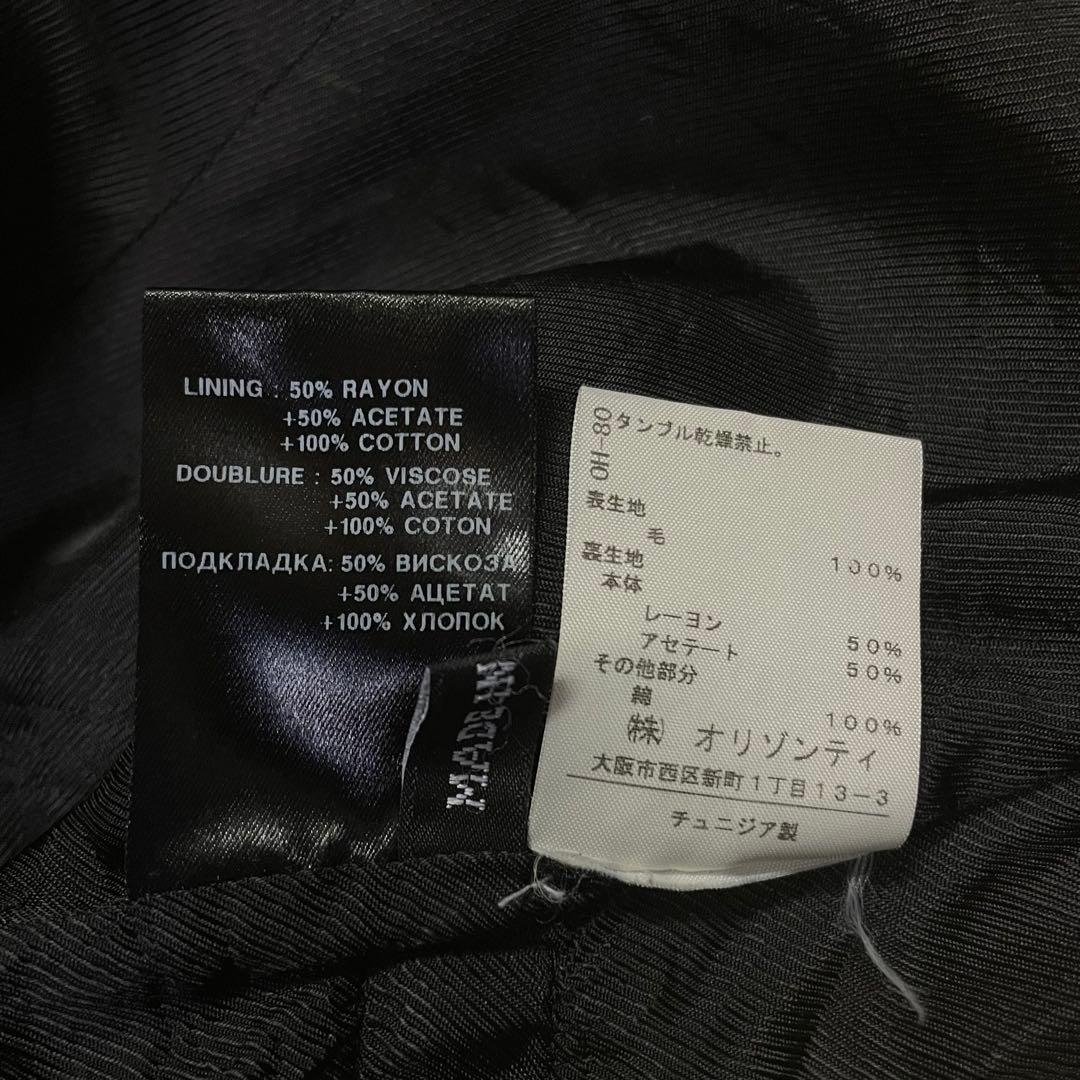 LINING : 50% RAYON
+50% ACETATE
+100% COTTON
DOUBLURE : 50% VISCOSE
+50% ACETATE
+100% COTON
ПОДКЛАДКА: 50% ВИСКОЗА
+50% АЦЕТАТ
+100% ХЛОПОК
OH-80
タンブル乾燥禁止。
表生地
毛 100%
裏生地
本体
レーヨン 50%
アセテート 50%
その他部分
綿 100%
㈱ オリゾンティ
大阪市西区新町1丁目13-3
チュニジア製